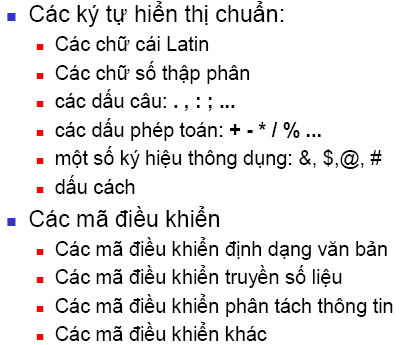 Các ký tự hiển thị chuẩn:
Các chữ cái Latin
Các chữ số thập phân
các dấu câu: . , : ; ...
các dấu phép toán: + - * / % ...
một số ký hiệu thông dụng: &, $,@, #
dấu cách
Các mã điều khiển
Các mã điều khiển định dạng văn bản
Các mã điều khiển truyền số liệu
Các mã điều khiển phân tách thông tin
Các mã điều khiển khác